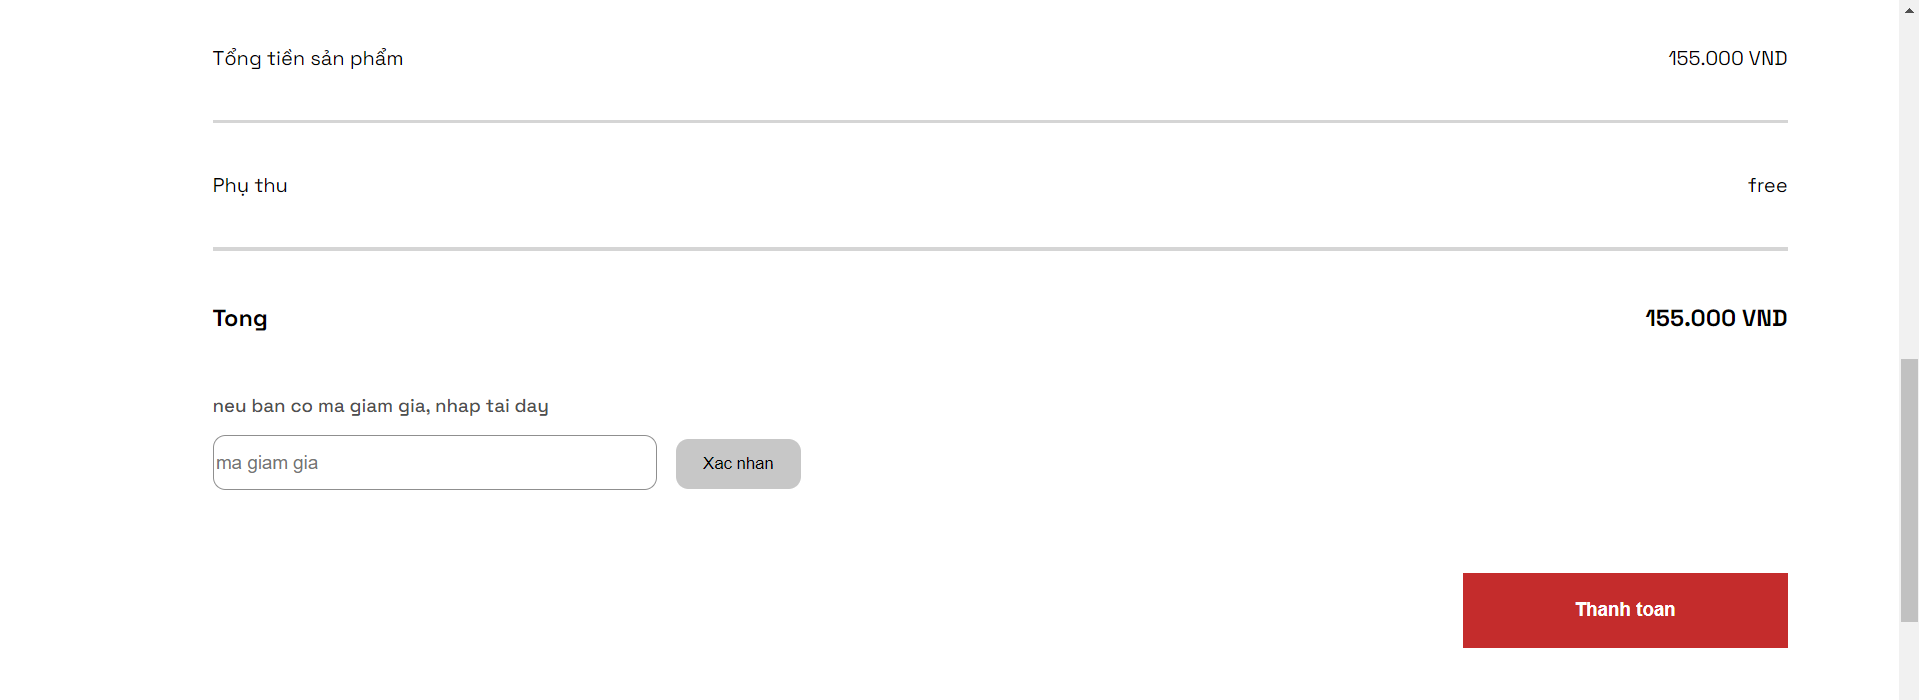 Tổng tiền sản phẩm 155.000 VND
Phụ thu free
Tong 155.000 VND
neu ban co ma giam gia, nhap tai day
ma giam gia Xac nhan
Thanh toan